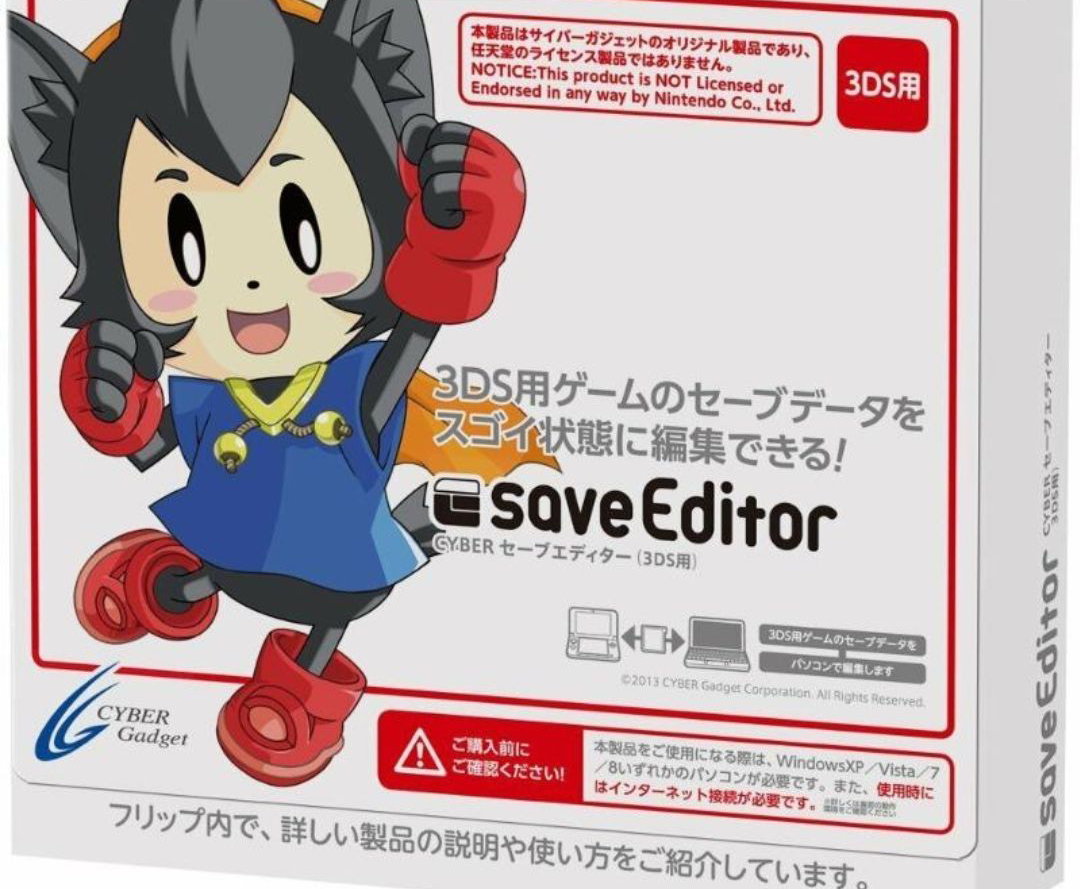 本製品はサイバーガジェットのオリジナル製品であり、
任天堂のライセンス製品ではありません。
NOTICE:This product is NOT Licensed or
Endorsed in any way by Nintendo Co., Ltd.
3DS用
3DS用ゲームのセーブデータを
スゴイ状態に編集できる!
saveEditor
CYBER セーブエディター(3DS用)
3DS用ゲームのセーブデータを
パソコンで編集します
©2013 CYBER Gadget Corporation. All Rights Reserved.
CYBER
Gadget
ご購入前に
ご確認ください!
本製品をご使用になる際は、WindowsXP/Vista/7
/8いずれかのパソコンが必要です。また、使用時に
はインターネット接続が必要です。
フリップ内で、詳しい製品の説明や使い方をご紹介しています。
saveEditor
CYBER セーブエディター
(3DS用)